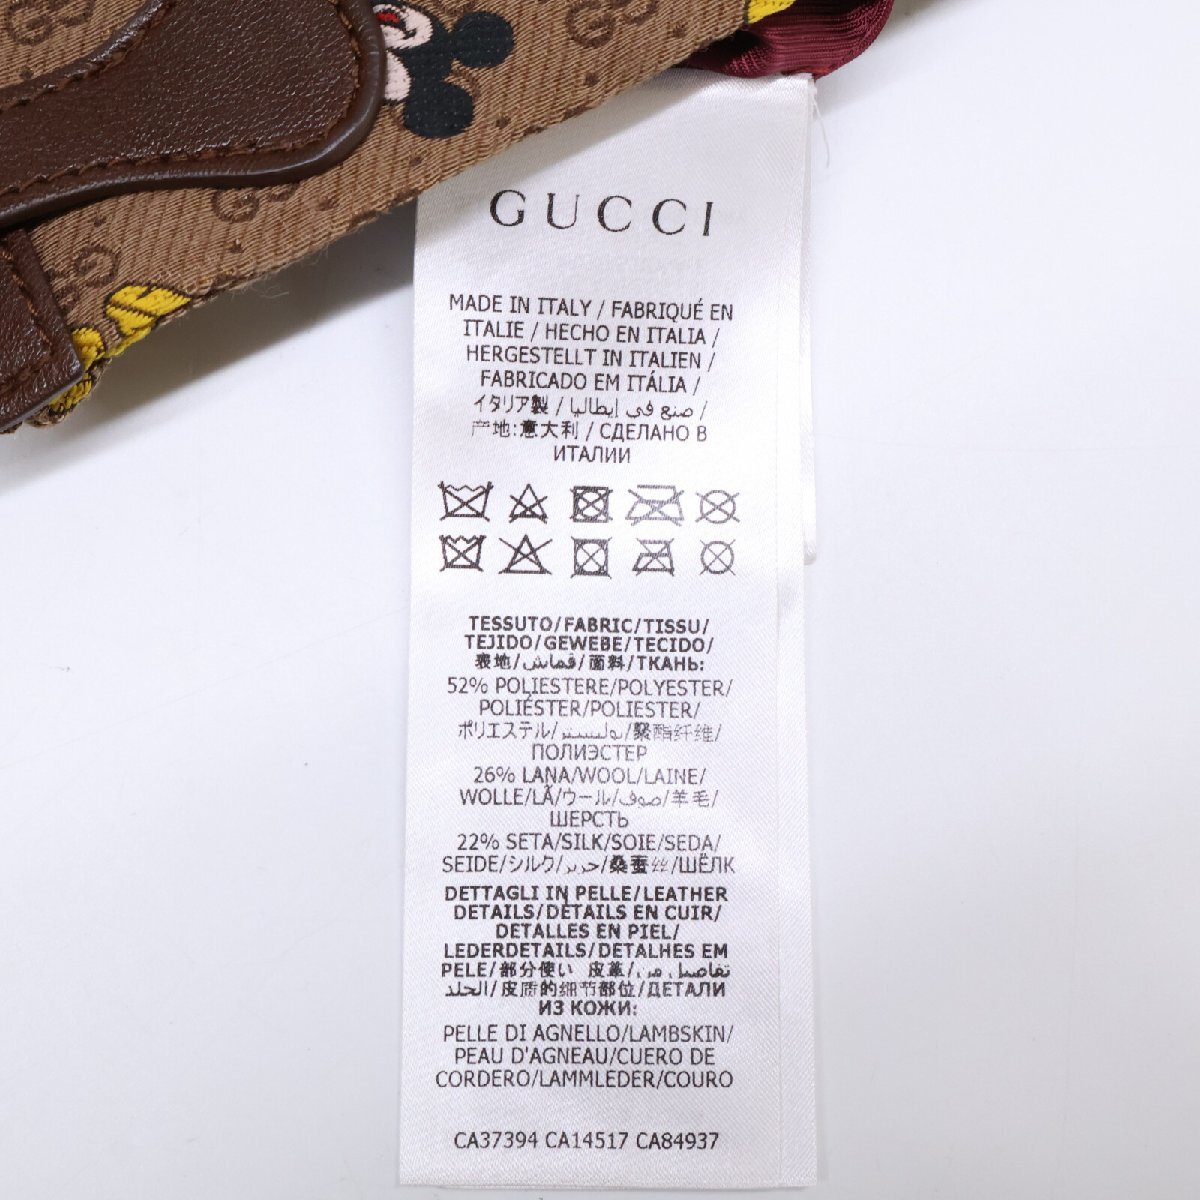 GUCCI
MADE IN ITALY / FABRIQUÉ EN
ITALIE / HECHO EN ITALIA /
HERGESTELLT IN ITALIEN /
FABRICADO EM ITÁLIA /
イタリア製 / صنع في إيطاليا /
产地:意大利 / СДЕЛАНО В
ИТАЛИИ
TESSUTO/FABRIC/TISSU/
TEJIDO/GEWEBE/TECIDO/
表地/قماش/面料/ТКАНЬ:
52% POLIESTERE/POLYESTER/
POLIÉSTER/POLIESTER/
ポリエステル/بوليستر/聚酯纤维/
ПОЛИЭСТЕР
26% LANA/WOOL/LAINE/
WOLLE/LÃ/ウール/صوف/羊毛/
ШЕРСТЬ
22% SETA/SILK/SOIE/SEDA/
SEIDE/シルク/حرير/桑蚕丝/ШЁЛК
DETTAGLI IN PELLE/LEATHER
DETAILS/DÉTAILS EN CUIR/
DETALLES EN PIEL/
LEDERDETAILS/DETALHES EM
PELE/部分使い 皮革/تفاصيل من
الجلد/皮质的细节部位/ДЕТАЛИ
ИЗ КОЖИ:
PELLE DI AGNELLO/LAMBSKIN/
PEAU D'AGNEAU/CUERO DE
CORDERO/LAMMLEDER/COURO
CA37394 CA14517 CA84937